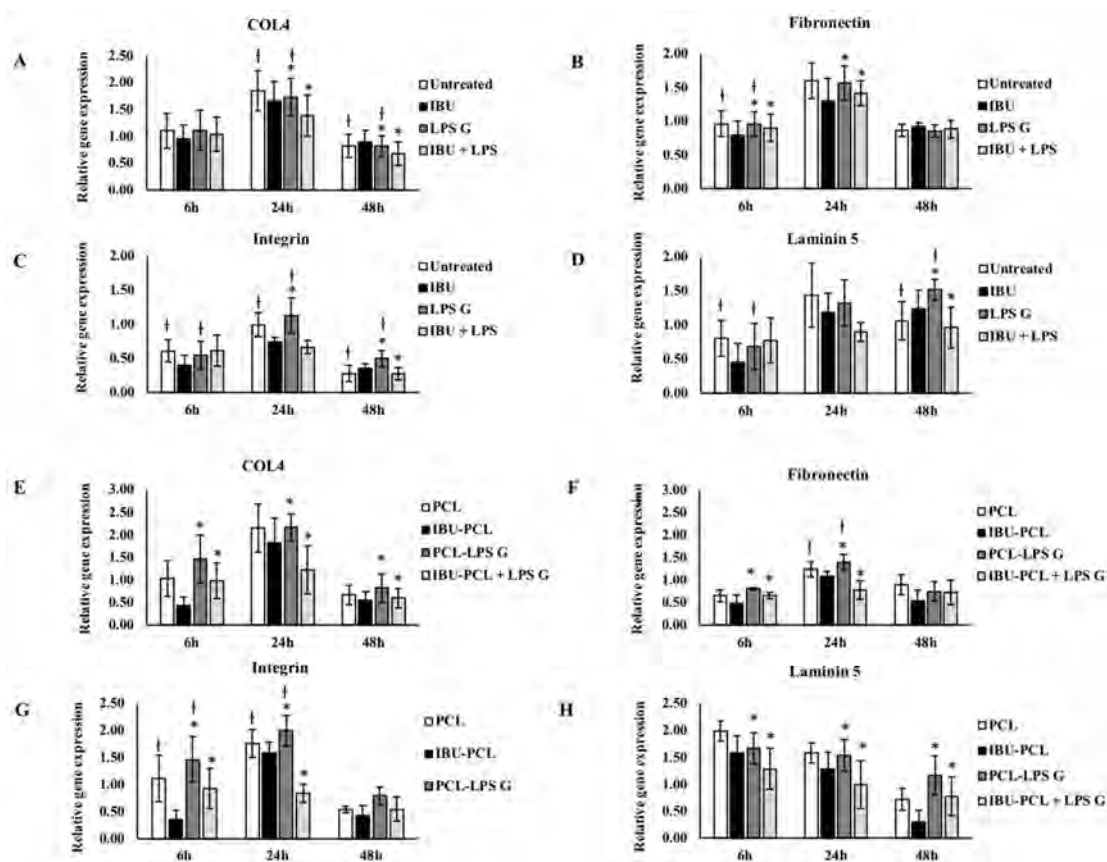 COL4
A
Relative gene expression
2.50
2.00
1.50
1.00
0.50
0.00
6h
24h
48h
Untreated
IBU
LPS G
IBU + LPS
Fibronectin
B
Relative gene expression
2.00
1.50
1.00
0.50
0.00
6h
24h
48h
Untreated
IBU
LPS G
IBU + LPS
Integrin
C
Relative gene expression
2.00
1.50
1.00
0.50
0.00
6h
24h
48h
Untreated
IBU
LPS G
IBU + LPS
Laminin 5
D
Relative gene expression
2.00
1.50
1.00
0.50
0.00
6h
24h
48h
Untreated
IBU
LPS G
IBU + LPS
COL4
E
Relative gene expression
3.00
2.50
2.00
1.50
1.00
0.50
0.00
6h
24h
48h
PCL
IBU-PCL
PCL-LPS G
IBU-PCL + LPS G
Fibronectin
F
Relative gene expression
3.00
2.50
2.00
1.50
1.00
0.50
0.00
6h
24h
48h
PCL
IBU-PCL
PCL-LPS G
IBU-PCL + LPS G
Integrin
G
Relative gene expression
2.50
2.00
1.50
1.00
0.50
0.00
6h
24h
48h
PCL
IBU-PCL
PCL-LPS G
Laminin 5
H
Relative gene expression
2.50
2.00
1.50
1.00
0.50
0.00
6h
24h
48h
PCL
IBU-PCL
PCL-LPS G
IBU-PCL + LPS G